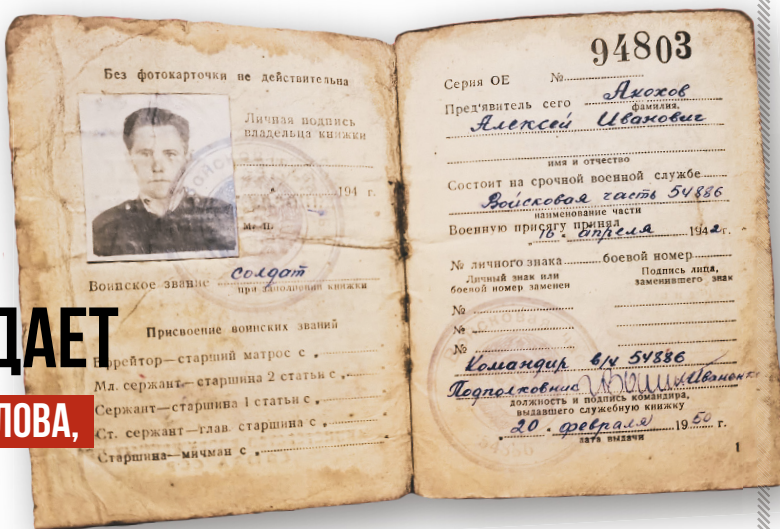 Без фотокарточки не действительна
Личная подпись
владельца книжки
194 г.
М. П.
Воинское звание солдат
при заполнении книжки
Присвоение воинских званий
Ефрейтор—старший матрос с
Мл. сержант—старшина 2 статьи с
Сержант—старшина 1 статьи с
Ст. сержант—глав. старшина с
Старшина—мичман с
ДАЕТ
ЛОВА,
94803
Серия ОЕ №
Пред'явитель сего Анохов
фамилия,
Алексей Иванович
имя и отчество
Состоит на срочной военной службе
Войсковая часть 54886
наименование части
Военную присягу принял
"16" апреля 1942 г.
№ личного знака боевой номер
Личный знак или
боевой номер заменен
Подпись лица,
заменившего знак
№
№
№
Командир в/ч 54886
Подполковник Иваненко
должность и подпись командира,
выдавшего служебную книжку
20 февраля 1950 г.
дата выдачи
1